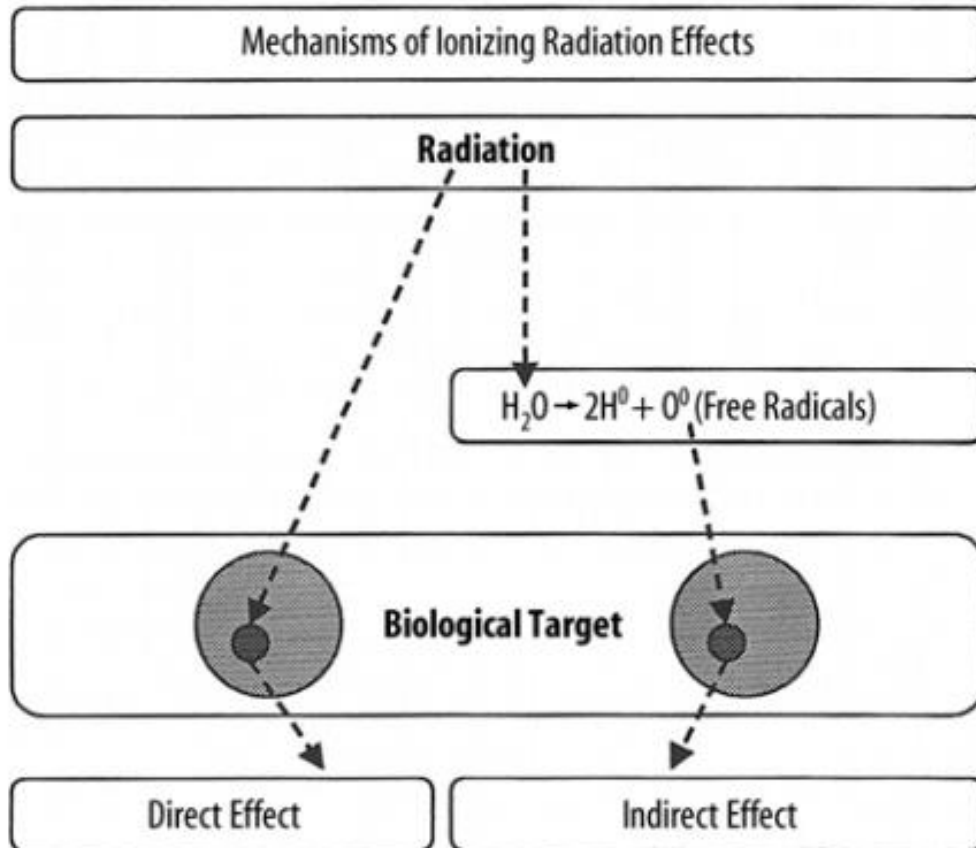 Mechanisms of Ionizing Radiation Effects
Radiation
H₂O → 2H⁰ + O⁰ (Free Radicals)
Biological Target
Direct Effect
Indirect Effect